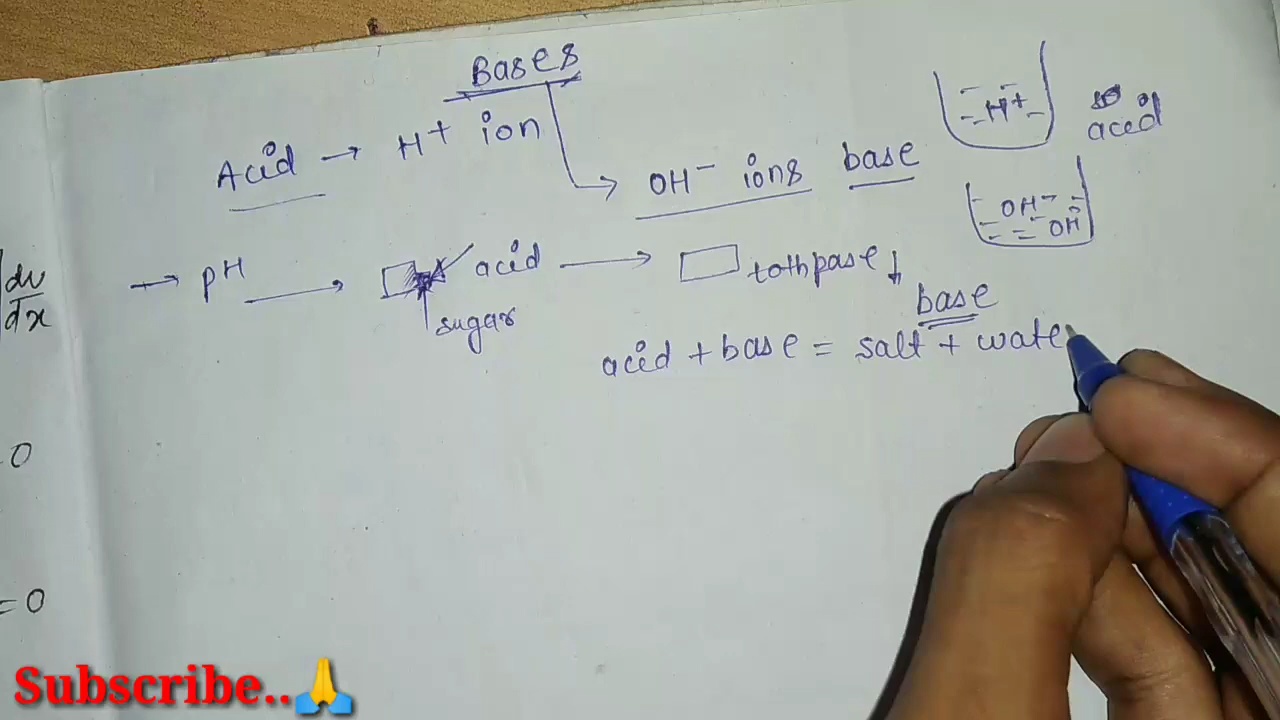 Bases
Acid → H+ ion
OH- ions base
H+
acid
OH-
OH
dv
dx
→ pH → acid → tothpase ↓
sugar
base
acid + base = salt + wate
0
= 0
Subscribe..🙏